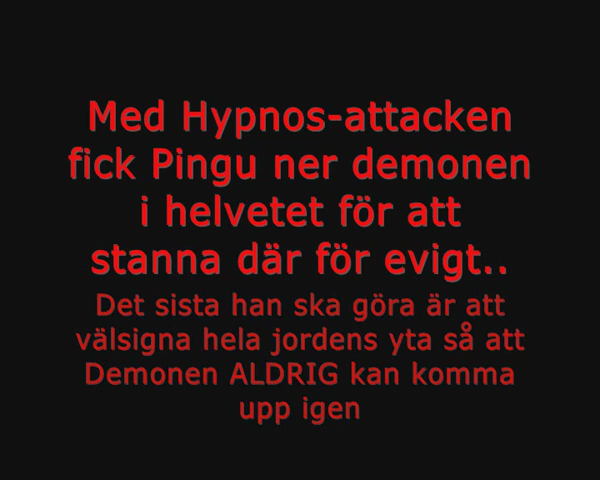 Med Hypnos-attacken
fick Pingu ner demonen
i helvetet för att
stanna där för evigt..
Det sista han ska göra är att
välsigna hela jordens yta så att
Demonen ALDRIG kan komma
upp igen